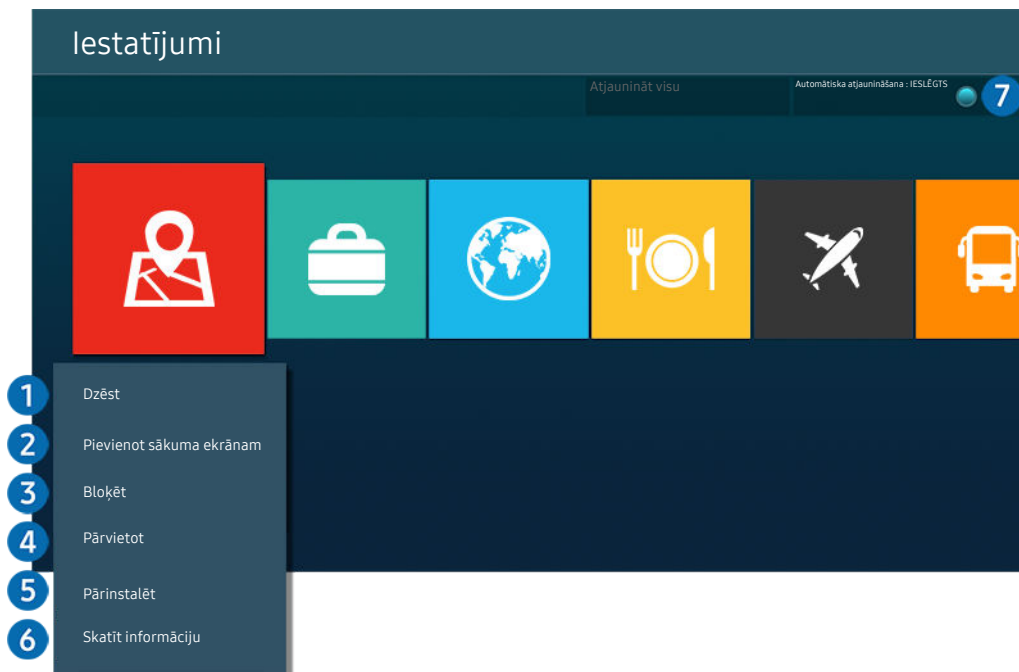 Iestatījumi
Atjaunināt visu
Automātiska atjaunināšana : IESLĒGTS
7
1
Dzēst
2
Pievienot sākuma ekrānam
3
Bloķēt
4
Pārvietot
5
Pārinstalēt
6
Skatīt informāciju